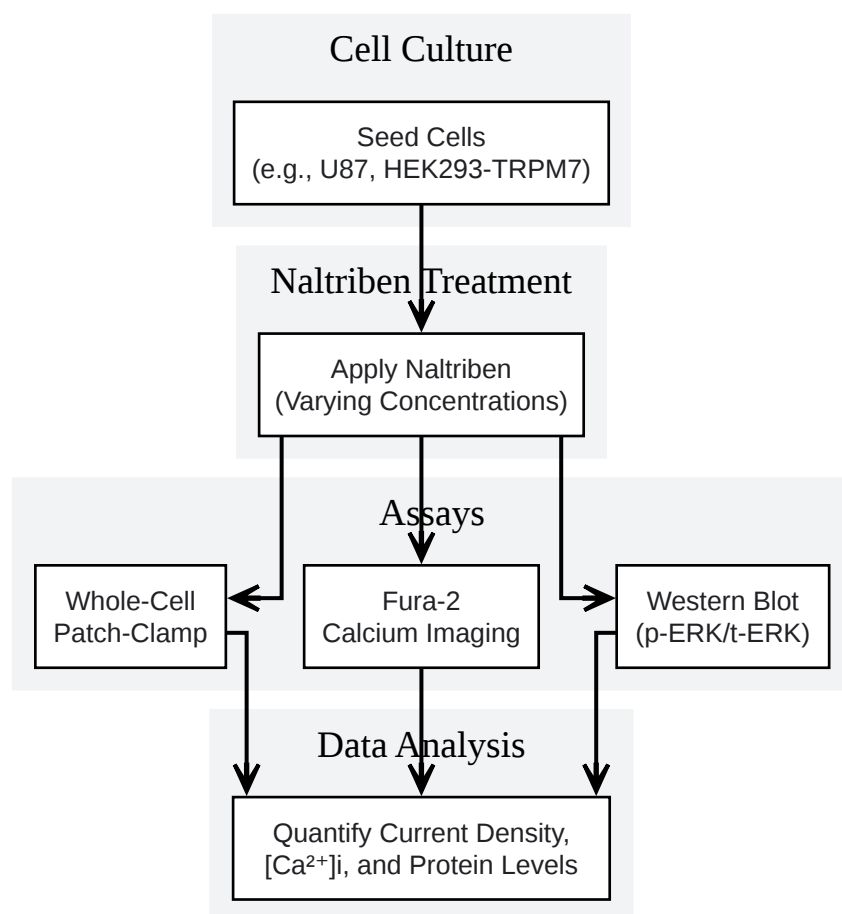 Cell Culture
Seed Cells
(e.g., U87, HEK293-TRPM7)
Naltriben Treatment
Apply Naltriben
(Varying Concentrations)
Assays
Whole-Cell
Patch-Clamp
Fura-2
Calcium Imaging
Western Blot
(p-ERK/t-ERK)
Data Analysis
Quantify Current Density,
[Ca²⁺]i, and Protein Levels